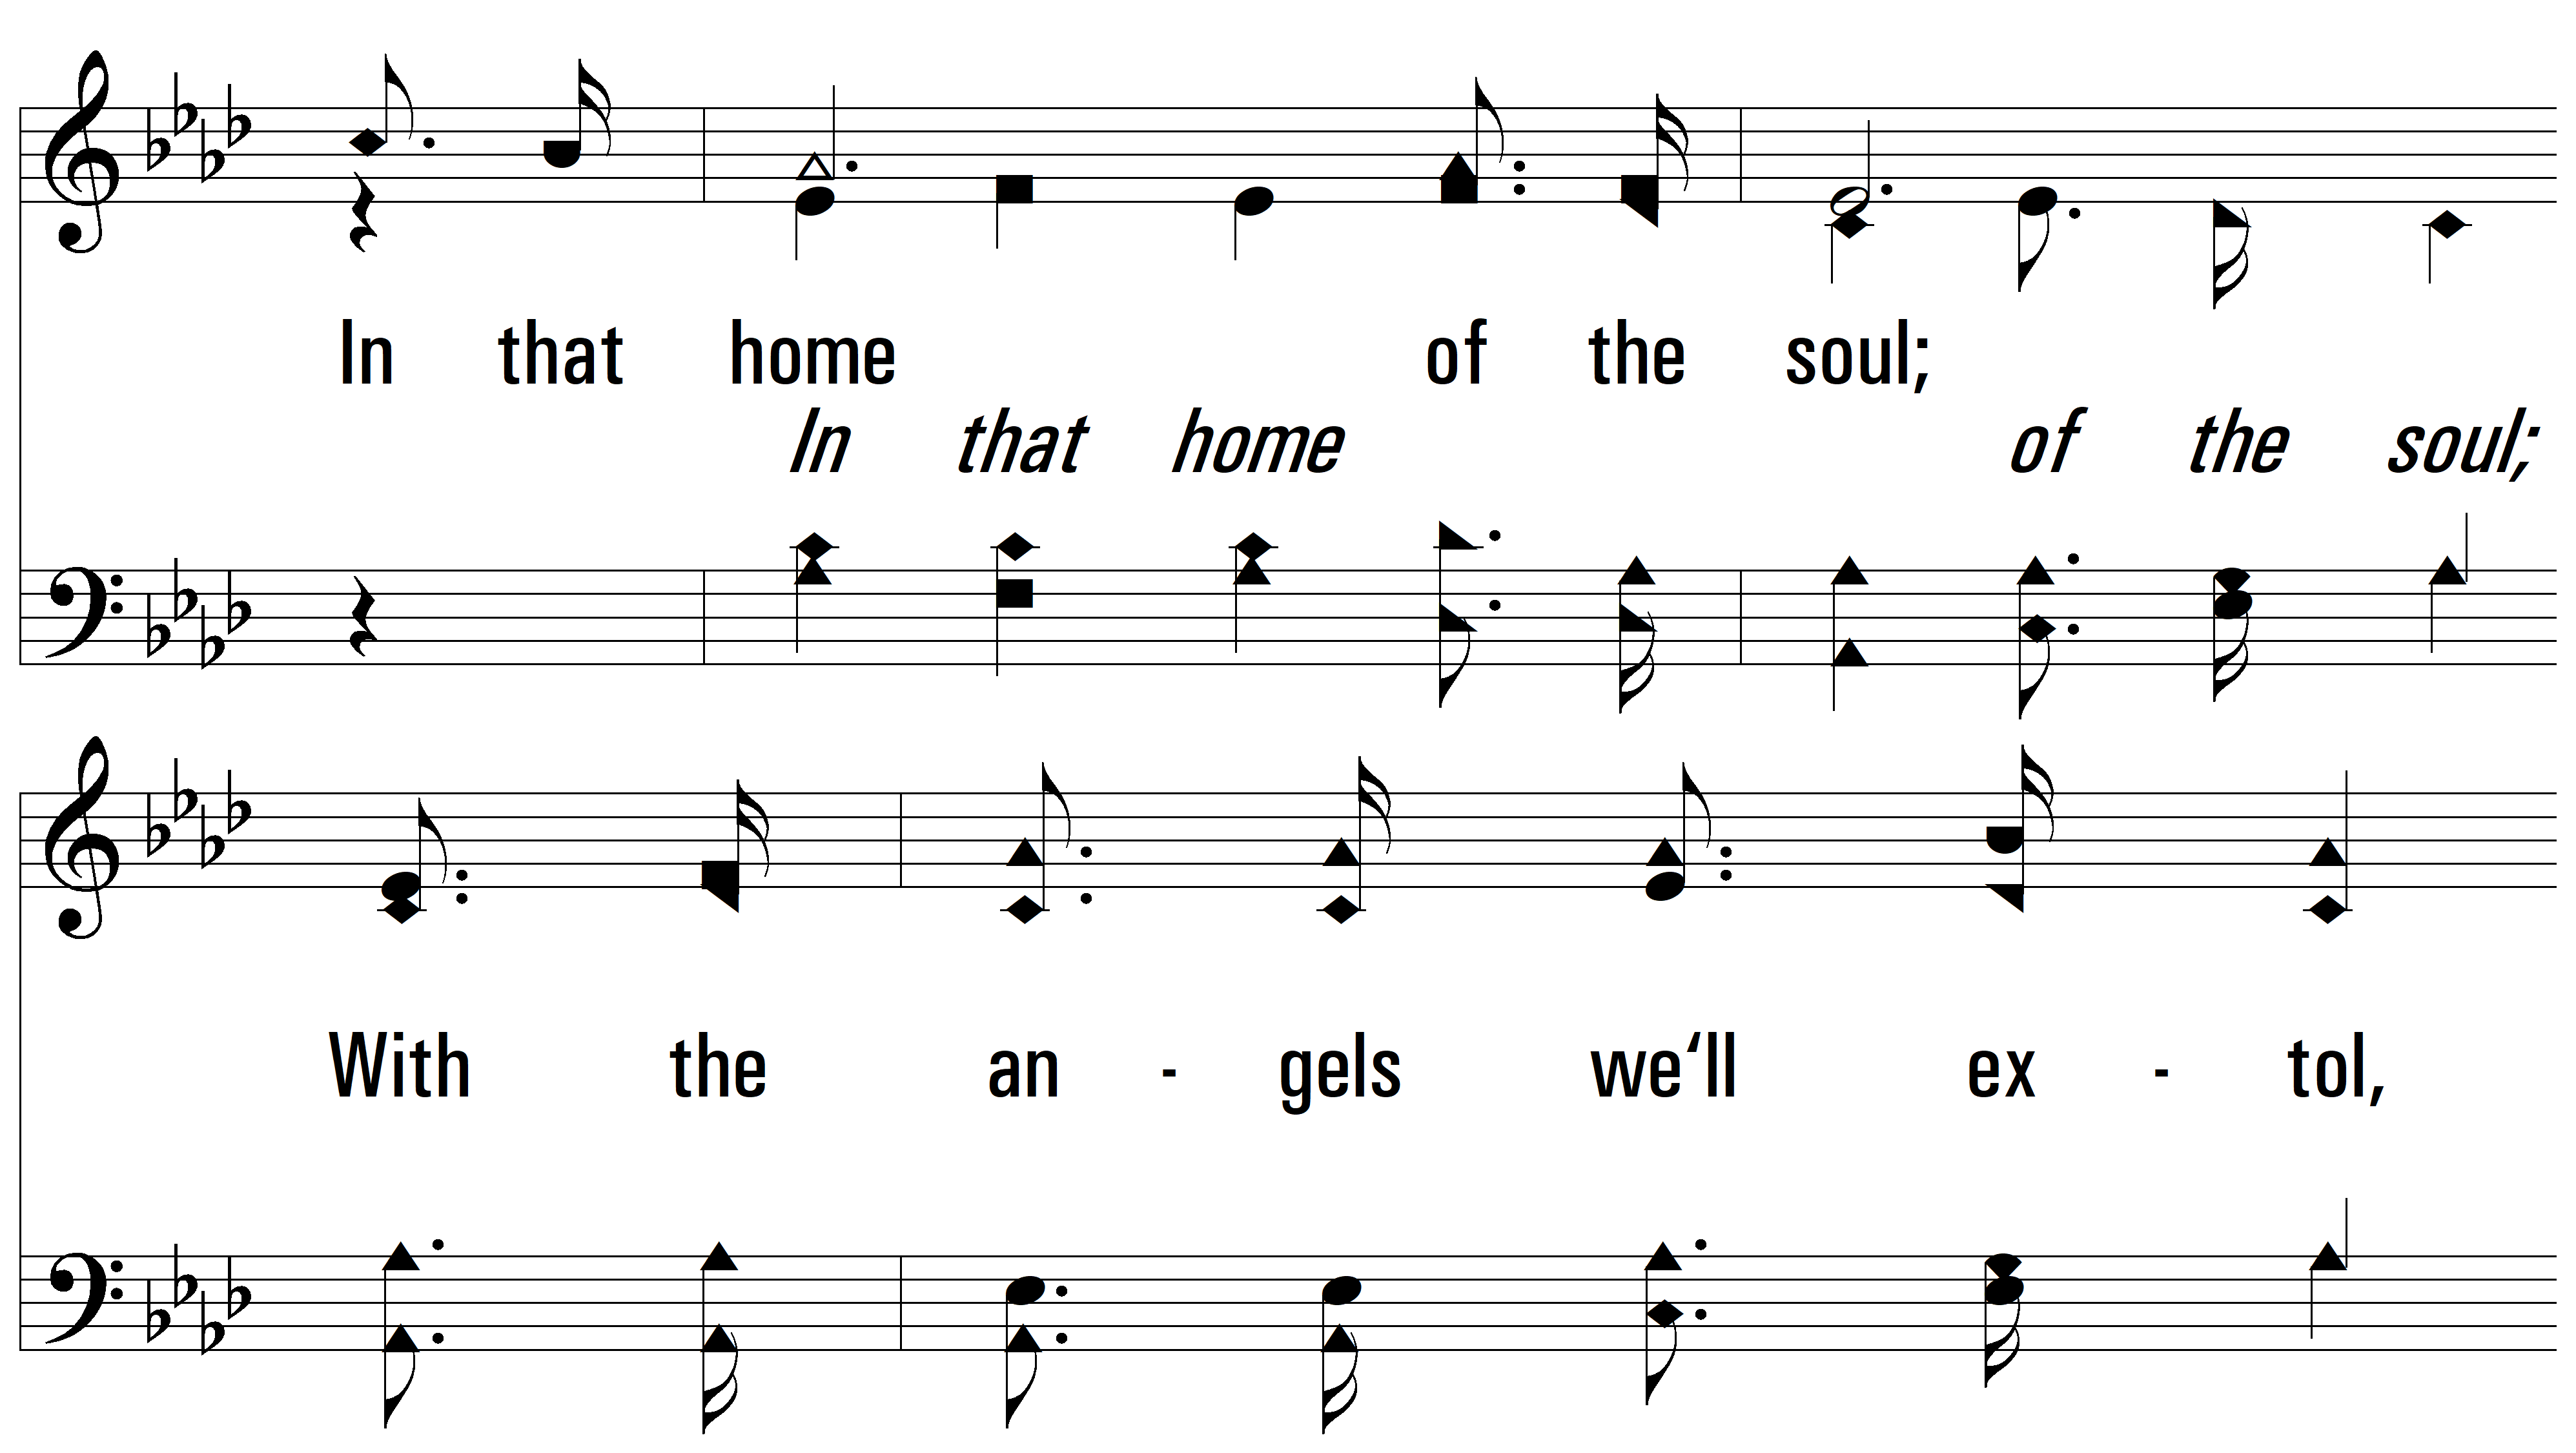 In that home of the soul;
In that home of the soul;
With the an - gels we‘ll ex - tol,